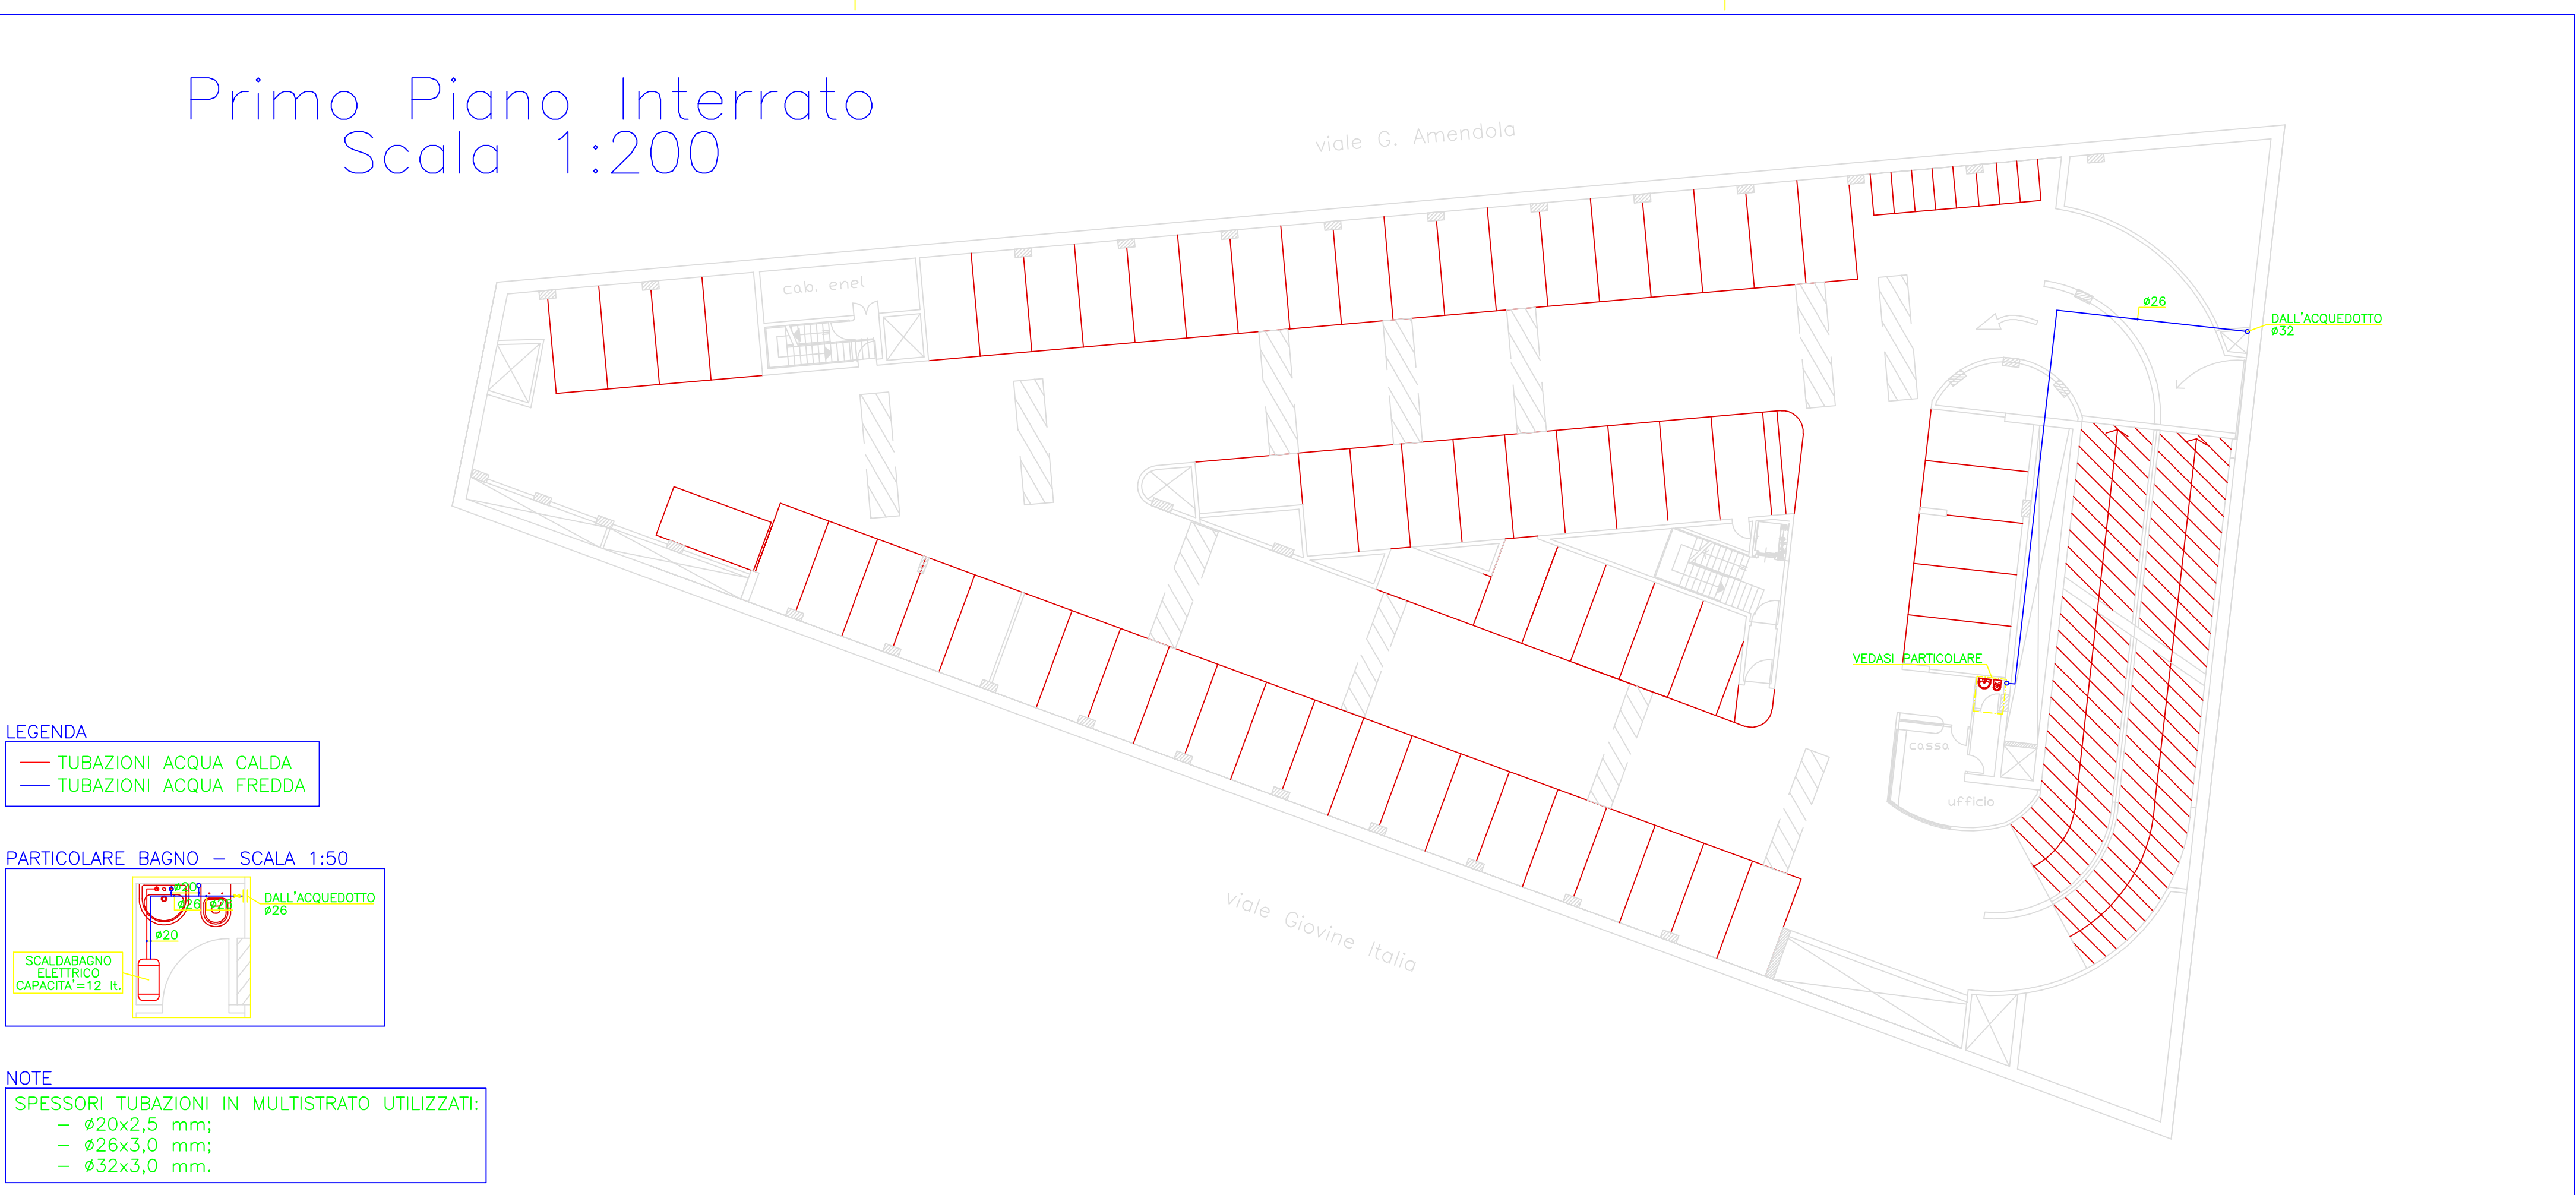 Primo Piano Interrato
Scala 1:200
viale G. Amendola
cab. enel
ø26
DALL'ACQUEDOTTO
ø32
VEDASI PARTICOLARE
cassa
ufficio
viale Giovine Italia
LEGENDA
TUBAZIONI ACQUA CALDA
TUBAZIONI ACQUA FREDDA
PARTICOLARE BAGNO - SCALA 1:50
ø20
ø26
DALL'ACQUEDOTTO
ø26
ø20
SCALDABAGNO
ELETTRICO
CAPACITA'=12 lt.
NOTE
SPESSORI TUBAZIONI IN MULTISTRATO UTILIZZATI:
- ø20x2,5 mm;
- ø26x3,0 mm;
- ø32x3,0 mm.